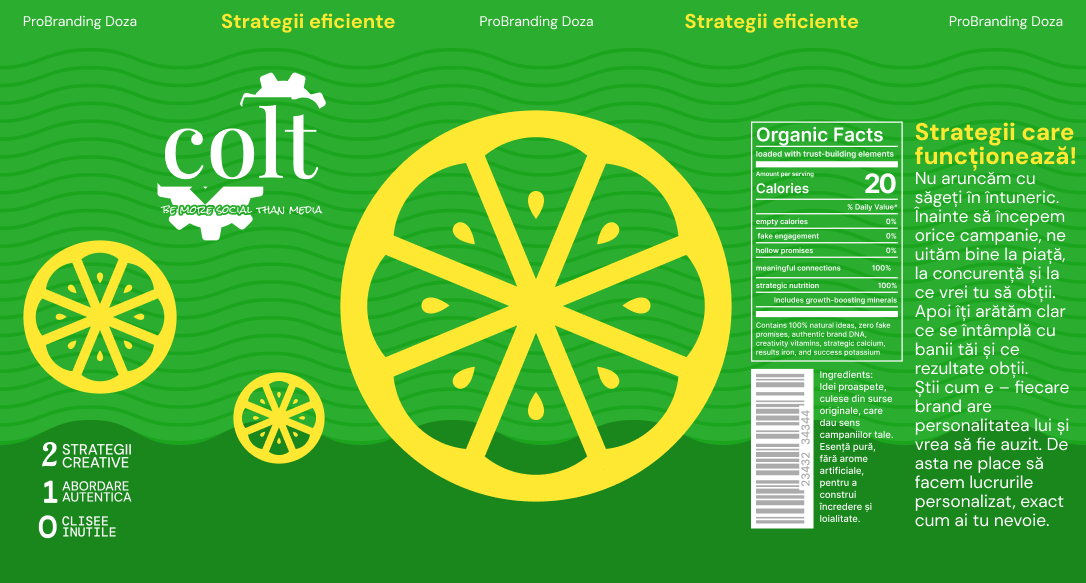 ProBranding Doza
Strategii eficiente
ProBranding Doza
Strategii eficiente
ProBranding Doza
colt
BE MORE SOCIAL THAN MEDIA
2 STRATEGII
CREATIVE
1 ABORDARE
AUTENTICA
0 CLISEE
INUTILE
Organic Facts
loaded with trust-building elements
Amount per serving
Calories 20
% Daily Value*
empty calories 0%
fake engagement 0%
hollow promises 0%
meaningful connections 100%
strategic nutrition 100%
Includes growth-boosting minerals
Contains 100% natural ideas, zero fake
promises, authentic brand DNA,
creativity vitamins, strategic calcium,
results iron, and success potassium
23432 34344
Ingredients:
Idei proaspete,
culese din surse
originale, care
dau sens
campaniilor tale.
Esență pură,
fără arome
artificiale,
pentru a
construi
încredere și
loialitate.
Strategii care
funcționează!
Nu aruncăm cu
săgeți în întuneric.
Înainte să începem
orice campanie, ne
uităm bine la piață,
la concurență și la
ce vrei tu să obții.
Apoi îți arătăm clar
ce se întâmplă cu
banii tăi și ce
rezultate obții.
Știi cum e – fiecare
brand are
personalitatea lui și
vrea să fie auzit. De
asta ne place să
facem lucrurile
personalizat, exact
cum ai tu nevoie.